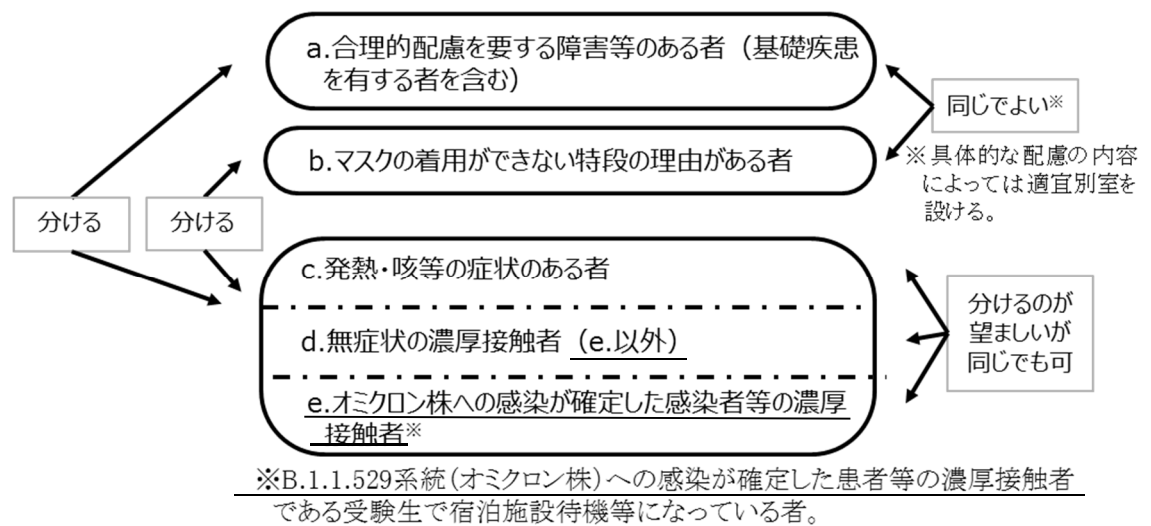 a.合理的配慮を要する障害等のある者（基礎疾患
を有する者を含む）
同じでよい※
b.マスクの着用ができない特段の理由がある者
※具体的な配慮の内容
によっては適宜別室を
設ける。
分ける
分ける
c.発熱・咳等の症状のある者
d.無症状の濃厚接触者（e.以外）
分けるのが
望ましいが
同じでも可
e.オミクロン株への感染が確定した感染者等の濃厚
接触者※
※B.1.1.529系統（オミクロン株）への感染が確定した患者等の濃厚接触者
である受験生で宿泊施設待機等になっている者。